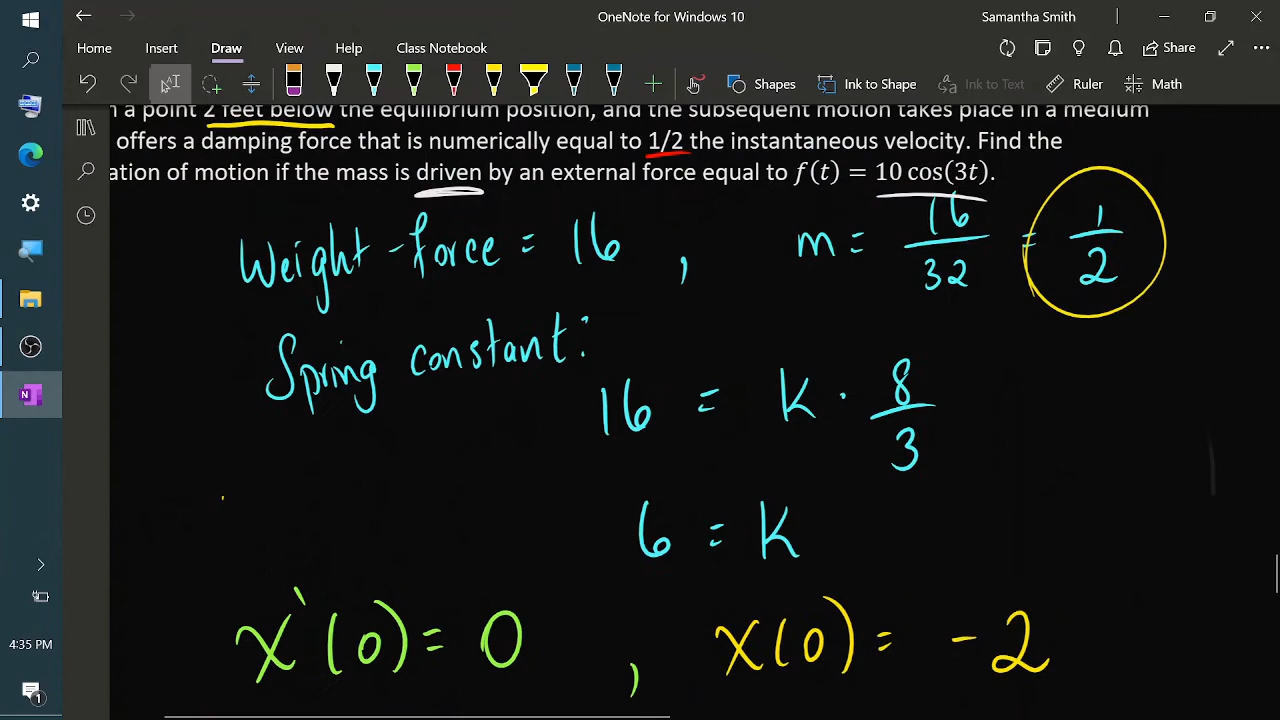 OneNote for Windows 10
Samantha Smith
Home Insert Draw View Help Class Notebook
Share
Shapes Ink to Shape Ink to Text Ruler Math
n a point 2 feet below the equilibrium position, and the subsequent motion takes place in a medium
offers a damping force that is numerically equal to 1/2 the instantaneous velocity. Find the
ation of motion if the mass is driven by an external force equal to f(t) = 10 cos(3t).
Weight-force = 16 , m = 16/32 = 1/2
Spring constant:
16 = K · 8/3
6 = K
x'(0) = 0 , x(0) = -2
4:35 PM
1